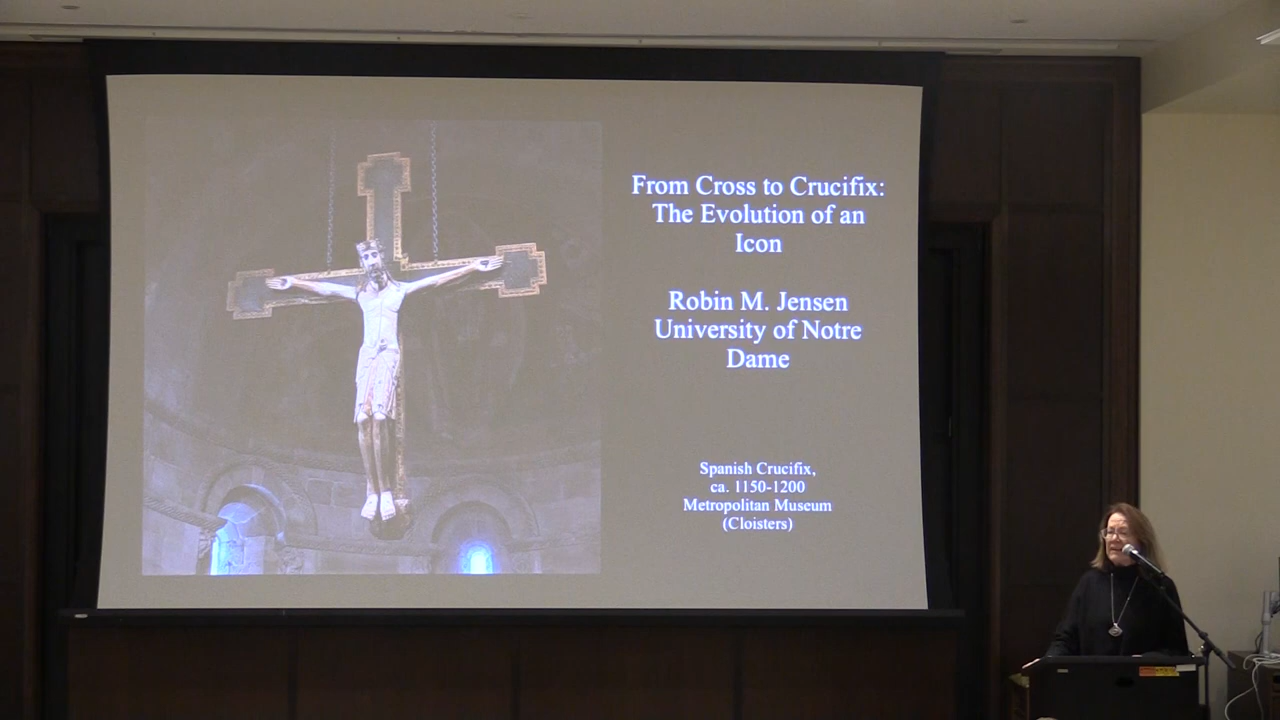 From Cross to Crucifix:
The Evolution of an
Icon
Robin M. Jensen
University of Notre
Dame
Spanish Crucifix,
ca. 1150-1200
Metropolitan Museum
(Cloisters)